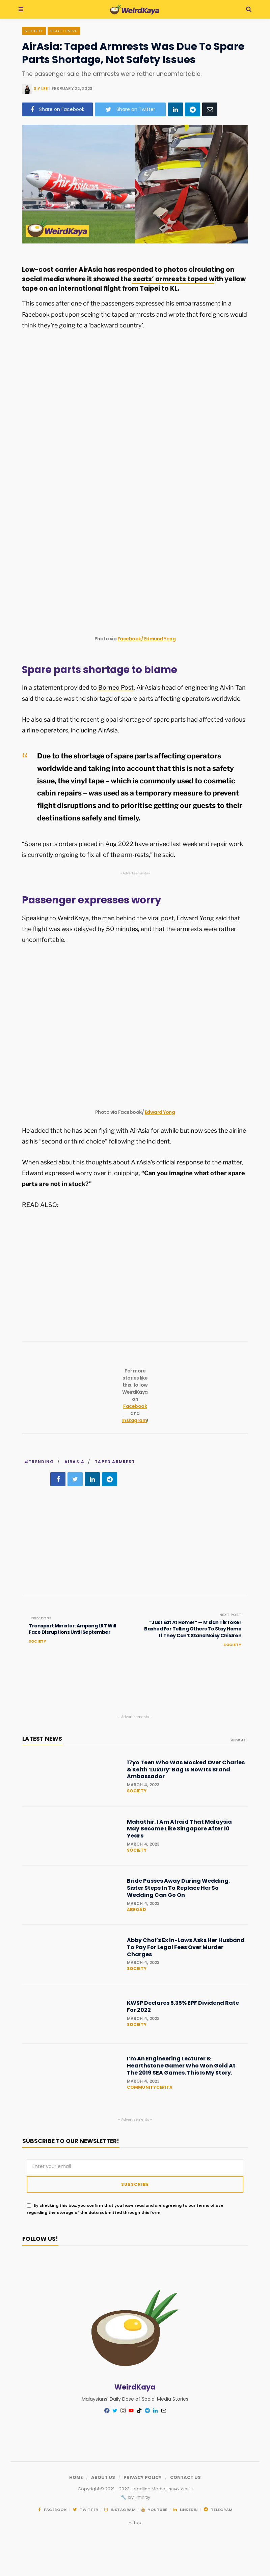 WeirdKaya
SOCIETY
EXCLUSIVE
AirAsia: Taped Armrests Was Due To Spare
Parts Shortage, Not Safety Issues
The passenger said the armrests were rather uncomfortable.
FEBRUARY 22, 2023
Share on Facebook
Share on Twitter
AirAsia
WeirdKaya
Low-cost carrier AirAsia has responded to photos circulating on
social media where it showed the seats' armrests taped with yellow
tape on an international flight from Taipei to KL.
This comes after one of the passengers expressed his embarrassment in a
Facebook post upon seeing the taped armrests and wrote that foreigners would
think they're going to a 'backward country'.
Photo via Facebook/ Edmund Yong
Spare parts shortage to blame
In a statement provided to Borneo Post, AirAsia's head of engineering Alvin Tan
said the cause was the shortage of spare parts affecting operators worldwide.
He also said that the recent global shortage of spare parts had affected various
airline operators, including AirAsia.
Due to the shortage of spare parts affecting operators
worldwide and taking into account that this is not a safety
issue, the vinyl tape – which is commonly used to cosmetic
cabin repairs – was used as a temporary measure to prevent
flight disruptions and to prioritise getting our guests to their
destinations safely and timely.
"Spare parts orders placed in Aug 2022 have arrived last week and airport team
is currently ongoing to fix all of the arm-rests," he said.
- Advertisements -
Passenger expresses worry
Speaking to WeirdKaya, the man behind the viral post, Edward Yong said that
the flight was was delayed by 50 minutes, and that the armrests were rather
uncomfortable.
Photo via Facebook/ Edward Yong
He added that he has been flying with AirAsia for awhile but now sees the airline
as his "second or third choice" following the incident.
When asked about his thoughts about AirAsia's official response to the matter,
Edward expressed worry over it, quipping, "Can you imagine what other spare
parts are not in stock?"
READ ALSO:
For more
stories like
this, follow
WeirdKaya
on
Facebook
and
Instagram!
#TRENDING / AIRASIA / TAPED ARMREST
PREV POST
Transport Minister: Ampang LRT Will
Face Disruptions Until September
SOCIETY
NEXT POST
"Just Eat At Home!" — M'sian TikToker
Bashed For Telling Others To Stay Home
If They Can't Stand Noisy Children
SOCIETY
- Advertisements -
LATEST NEWS
VIEW ALL
17yo Teen Who Was Mocked Over Charles
& Keith 'Luxury' Bag Is Now Its Brand
Ambassador
MARCH 4, 2023
SOCIETY
Mahathir: I Am Afraid That Malaysia
May Become Like Singapore After 10
Years
MARCH 4, 2023
SOCIETY
Bride Passes Away During Wedding,
Sister Steps In To Replace Her So
Wedding Can Go On
MARCH 4, 2023
ABROAD
Abby Choi's Ex In-Laws Asks Her Husband
To Pay For Legal Fees Over Murder
Charges
MARCH 4, 2023
SOCIETY
KWSP Declares 5.35% EPF Dividend Rate
For 2022
MARCH 4, 2023
SOCIETY
I'm An Engineering Lecturer &
Hearthstone Gamer Who Won Gold At
The 2019 SEA Games. This Is My Story.
MARCH 4, 2023
COMMUNITYCERITA
- Advertisements -
SUBSCRIBE TO OUR NEWSLETTER!
Enter your email
SUBSCRIBE
By checking this box, you confirm that you have read and are agreeing to our terms of use
regarding the storage of the data submitted through this form.
FOLLOW US!
WeirdKaya
Malaysians' Daily Dose of Social Media Stories
HOME
ABOUT US
PRIVACY POLICY
CONTACT US
Copyright © 2021 - 2023 Headline Media
by Infinity
FACEBOOK
TWITTER
INSTAGRAM
YOUTUBE
LINKEDIN
TELEGRAM
Top